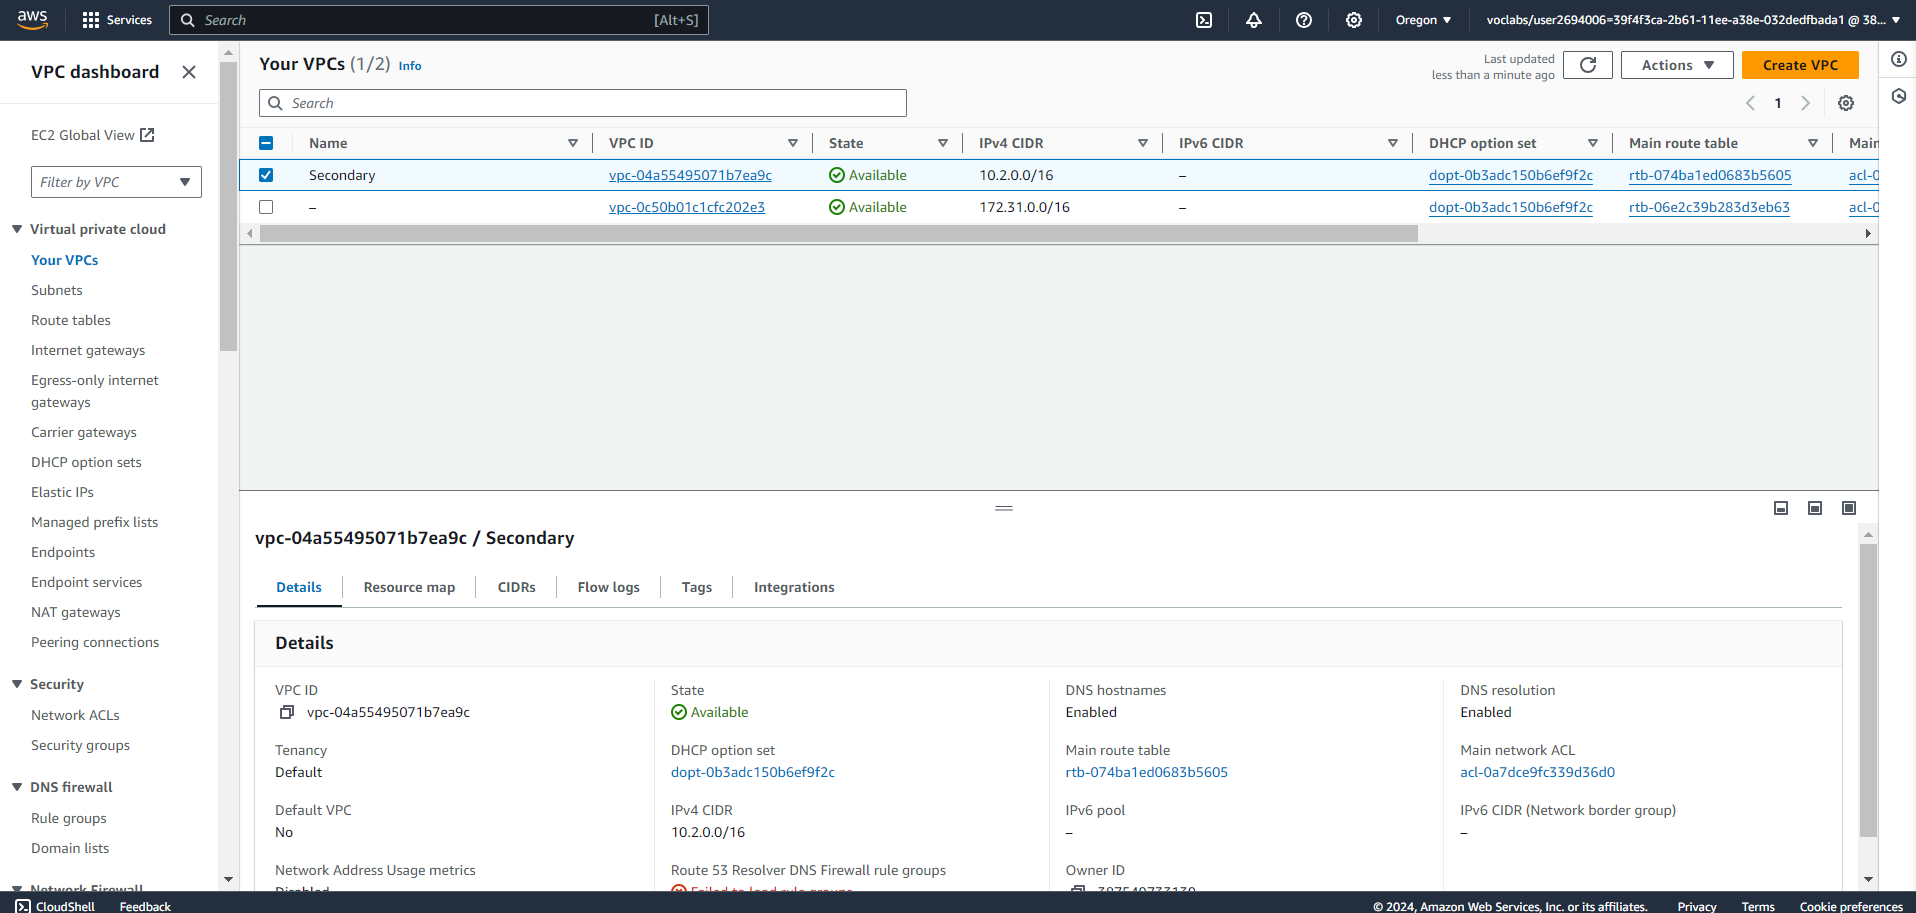 aws
Services
Search
[Alt+S]
Oregon
voclabs/user2694006=39f4f3ca-2b61-11ee-a38e-032dedfbada1 @ 38...
VPC dashboard
EC2 Global View
Filter by VPC
Virtual private cloud
Your VPCs
Subnets
Route tables
Internet gateways
Egress-only internet
gateways
Carrier gateways
DHCP option sets
Elastic IPs
Managed prefix lists
Endpoints
Endpoint services
NAT gateways
Peering connections
Security
Network ACLs
Security groups
DNS firewall
Rule groups
Domain lists
Network Firewall
Your VPCs (1/2) Info
Last updated
less than a minute ago
Actions
Create VPC
Search
1
Name VPC ID State IPv4 CIDR IPv6 CIDR DHCP option set Main route table Main
Secondary vpc-04a55495071b7ea9c Available 10.2.0.0/16 – dopt-0b3adc150b6ef9f2c rtb-074ba1ed0683b5605 acl-0
– vpc-0c50b01c1cfc202e3 Available 172.31.0.0/16 – dopt-0b3adc150b6ef9f2c rtb-06e2c39b283d3eb63 acl-0
vpc-04a55495071b7ea9c / Secondary
Details Resource map CIDRs Flow logs Tags Integrations
Details
VPC ID
vpc-04a55495071b7ea9c
State
Available
DNS hostnames
Enabled
DNS resolution
Enabled
Tenancy
Default
DHCP option set
dopt-0b3adc150b6ef9f2c
Main route table
rtb-074ba1ed0683b5605
Main network ACL
acl-0a7dce9fc339d36d0
Default VPC
No
IPv4 CIDR
10.2.0.0/16
IPv6 pool
–
IPv6 CIDR (Network border group)
–
Network Address Usage metrics
Disabled
Route 53 Resolver DNS Firewall rule groups
Failed to load rule groups
Owner ID
CloudShell
Feedback
© 2024, Amazon Web Services, Inc. or its affiliates.
Privacy
Terms
Cookie preferences